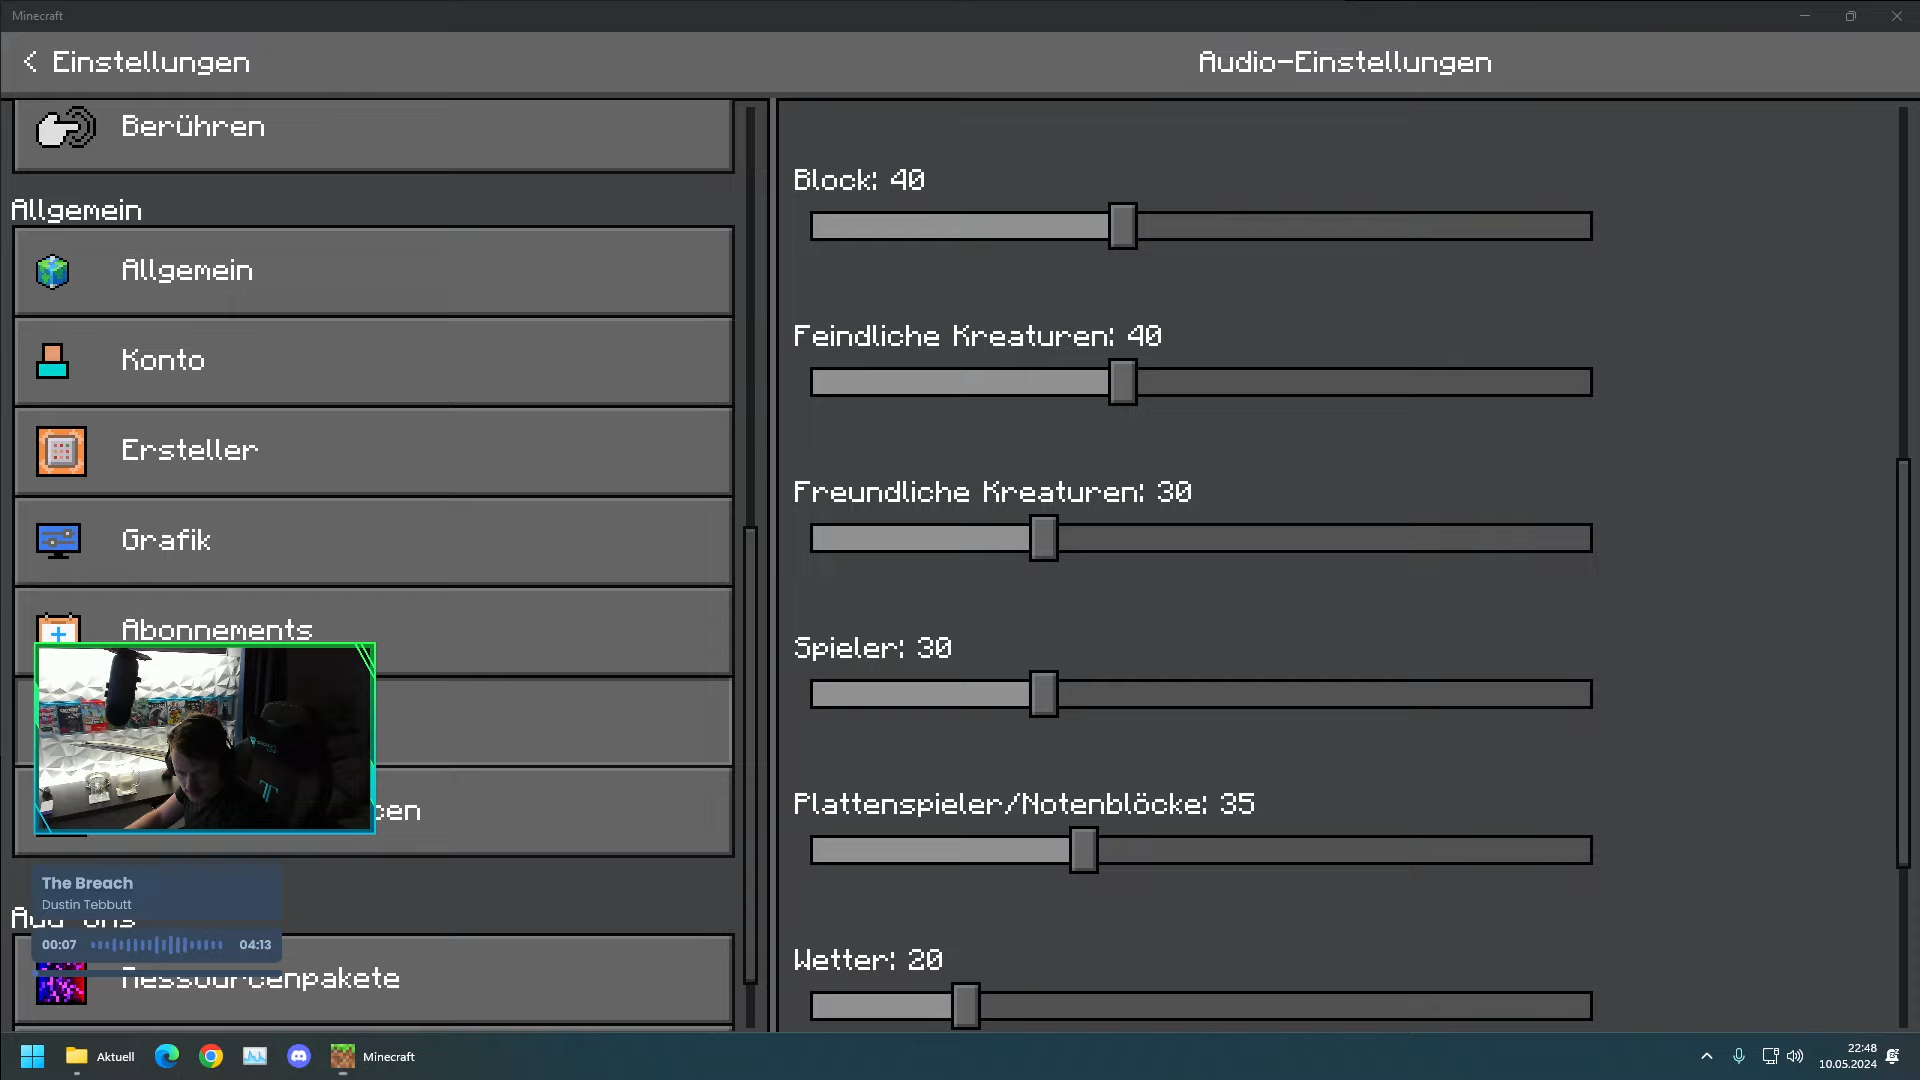 Minecraft
Einstellungen
Audio-Einstellungen
Berühren
Allgemein
Allgemein
Konto
Ersteller
Grafik
Abonnements
The Breach
Dustin Tebbutt
00:07
04:13
Ressourcenpakete
Block: 40
Feindliche Kreaturen: 40
Freundliche Kreaturen: 30
Spieler: 30
Plattenspieler/Notenblöcke: 35
Wetter: 20
Aktuell
Minecraft
22:48
10.05.2024